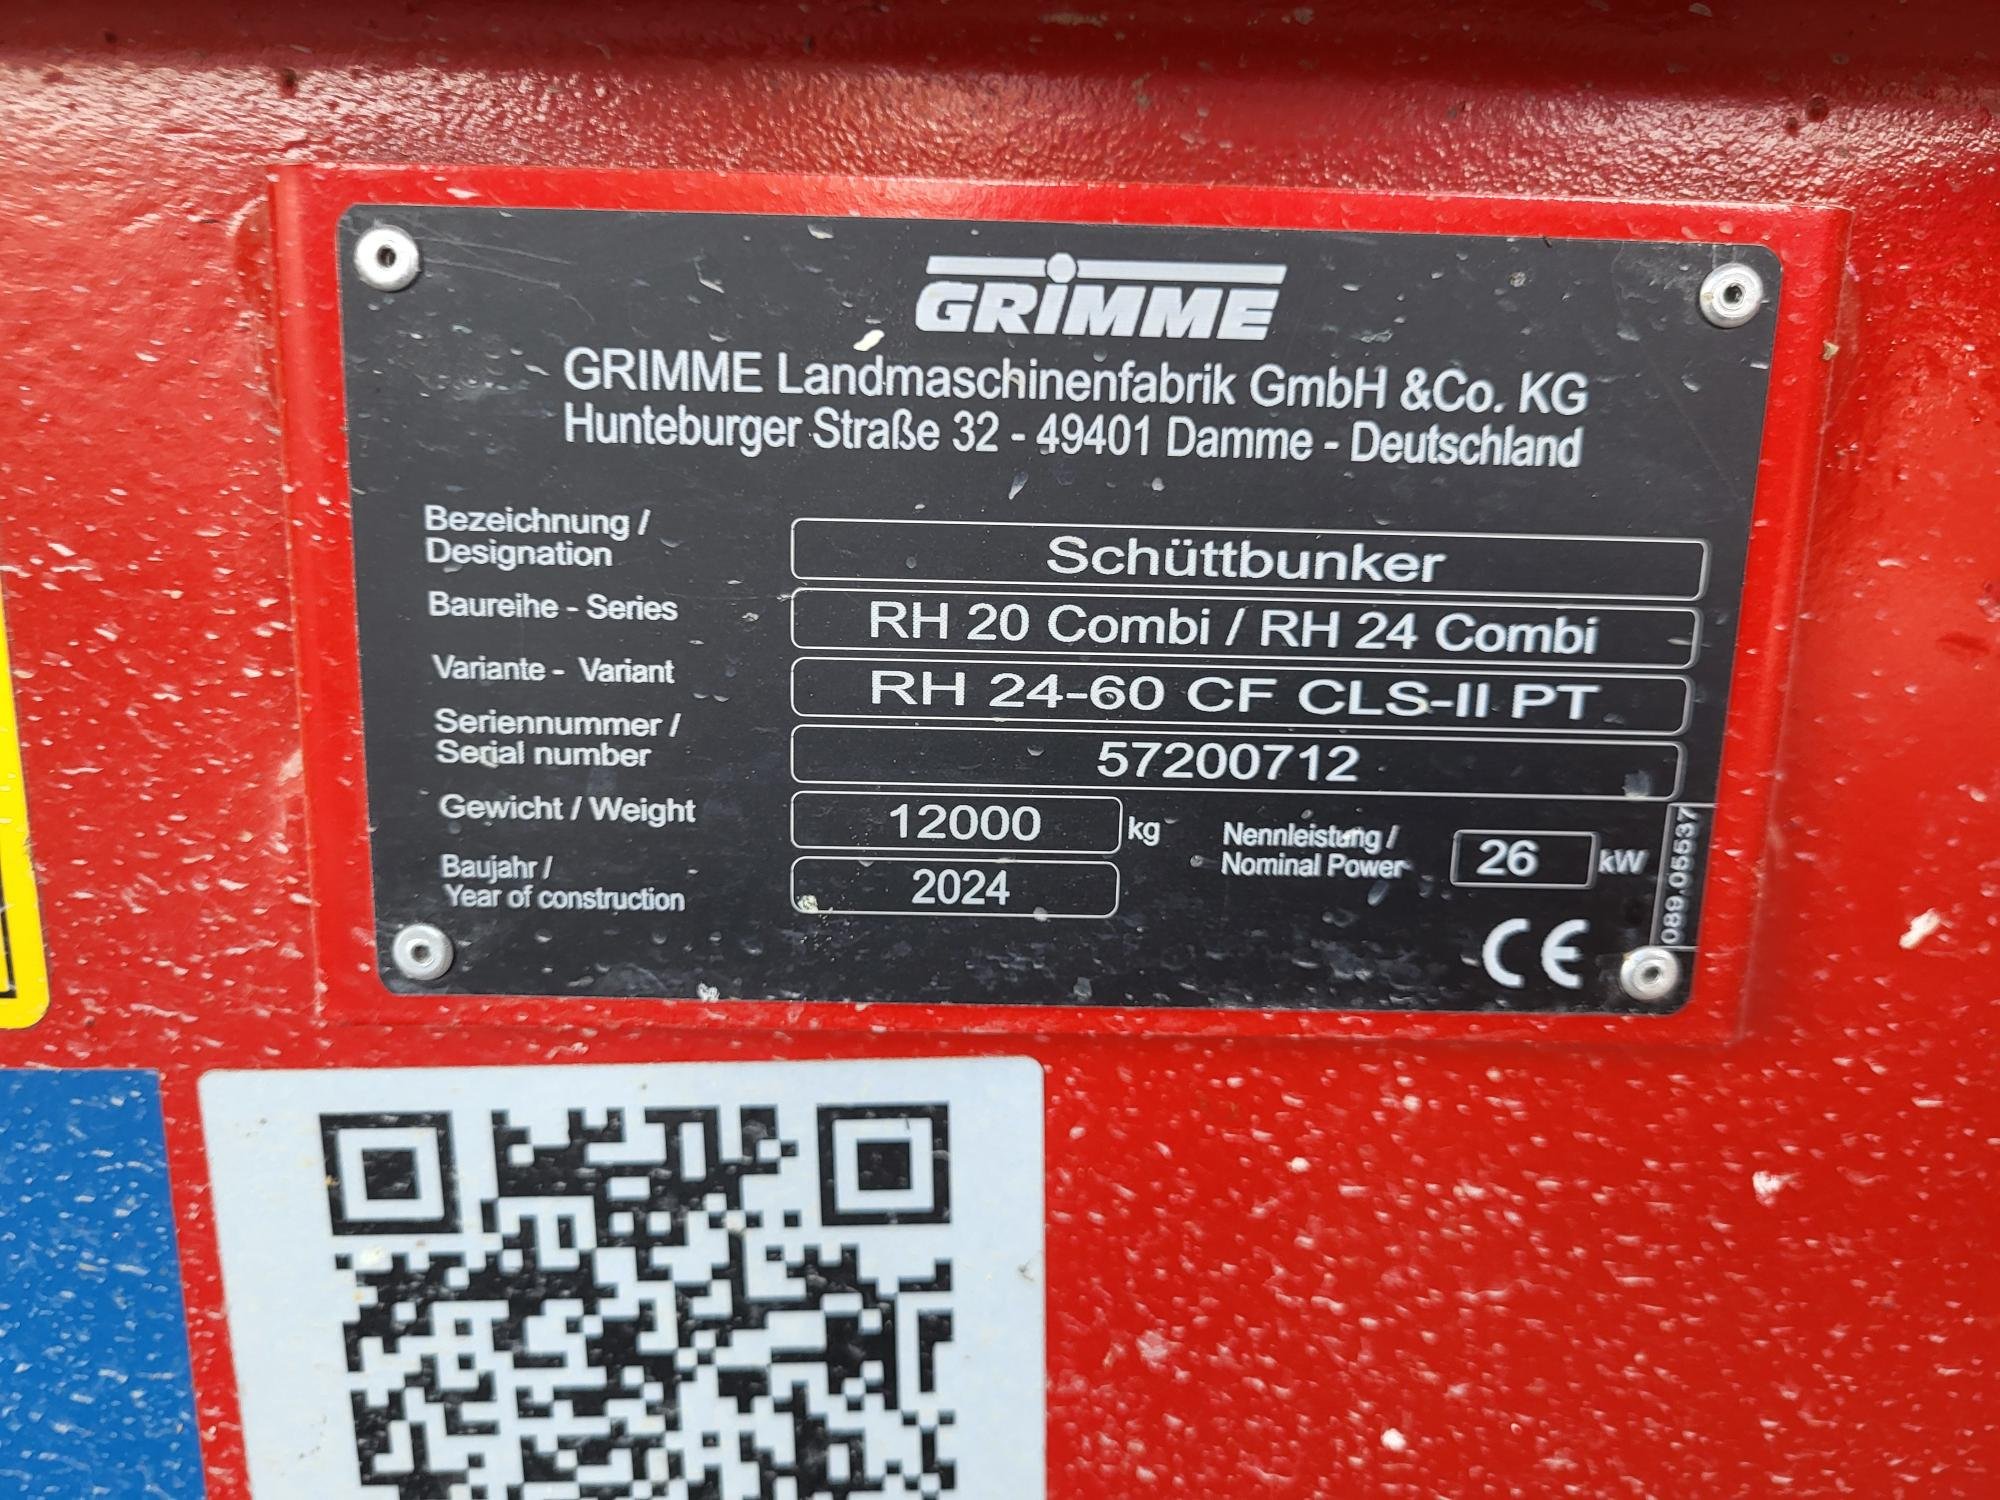 GRIMME
GRIMME Landmaschinenfabrik GmbH &Co. KG
Hunteburger Straße 32 - 49401 Damme - Deutschland
Bezeichnung /
Designation
Schüttbunker
Baureihe - Series
RH 20 Combi / RH 24 Combi
Variante - Variant
RH 24-60 CF CLS-II PT
Seriennummer /
Serial number
57200712
Gewicht / Weight
12000 kg
Nennleistung /
Nominal Power
26 kW
Baujahr /
Year of construction
2024
CE
089.05537